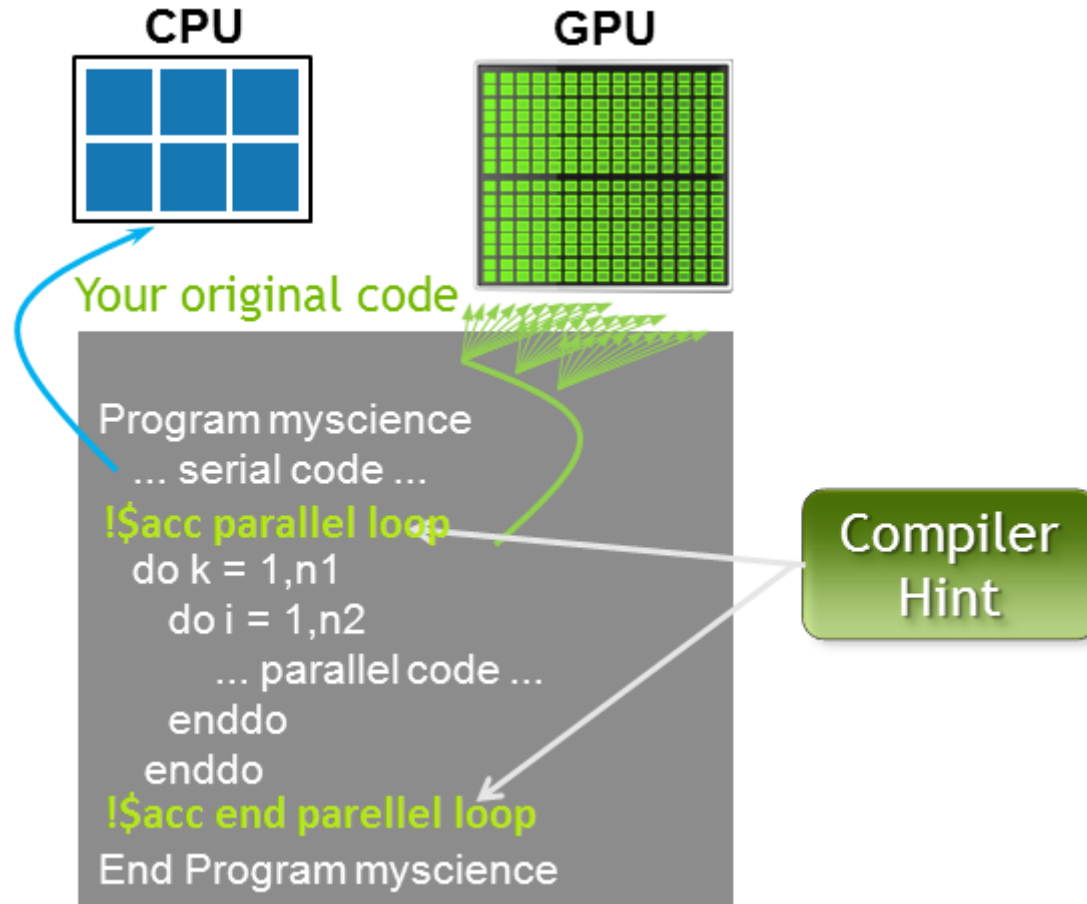 CPU
GPU
Your original code
Program myscience
... serial code ...
!$acc parallel loop
do k = 1,n1
do i = 1,n2
... parallel code ...
enddo
enddo
!$acc end parellel loop
End Program myscience
Compiler
Hint